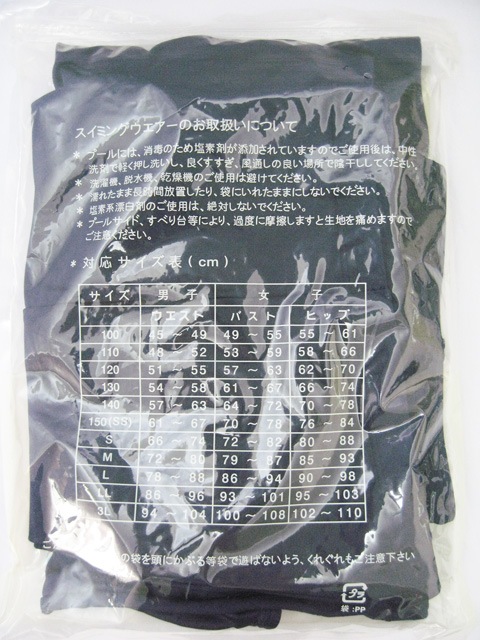 スイミングウエアーのお取扱いについて
* プールには、消毒のため塩素剤が添加されていますのでご使用後は、中性
洗剤で軽く押し洗いし、良くすすぎ、風通の良い場所で陰干ししてください。
* 洗濯機、脱水機、乾燥機のご使用は避けてください。
* 濡れたまま長時間放置したり、袋にいれたままにしないでください。
* 塩素系漂白剤のご使用は、絶対しないでください。
* プールサイド、すべり台等により、過度に摩擦しますと生地を痛めますので
ご注意ください。
* 対応サイズ表(cm)
サイズ 男子 女子
ウエスト バスト ヒップ
100 45 ~ 49 49 ~ 55 55 ~ 61
110 48 ~ 52 53 ~ 59 58 ~ 66
120 51 ~ 55 57 ~ 63 62 ~ 70
130 54 ~ 58 61 ~ 67 66 ~ 74
140 57 ~ 63 64 ~ 72 70 ~ 78
150(SS) 61 ~ 67 70 ~ 78 76 ~ 84
S 66 ~ 74 72 ~ 82 80 ~ 88
M 72 ~ 80 79 ~ 87 85 ~ 93
L 78 ~ 88 86 ~ 94 90 ~ 98
LL 86 ~ 96 93 ~ 101 95 ~ 103
3L 94 ~ 104 100 ~ 108 102 ~ 110
の袋を頭にかぶる等袋で遊ばないよう、くれぐれもご注意下さい
プラ
袋:PP